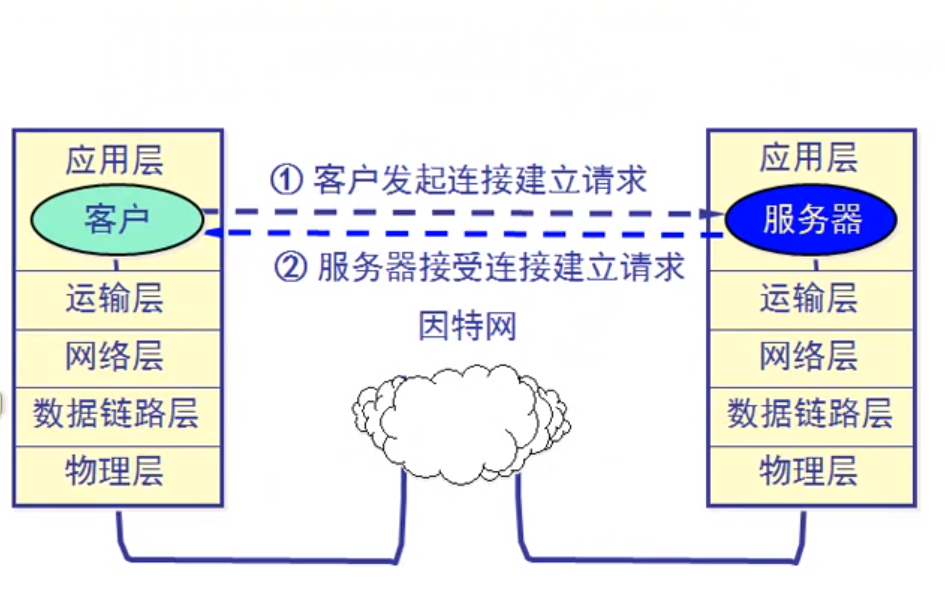 应用层
客户
运输层
网络层
数据链路层
物理层
① 客户发起连接建立请求
② 服务器接受连接建立请求
因特网
应用层
服务器
运输层
网络层
数据链路层
物理层